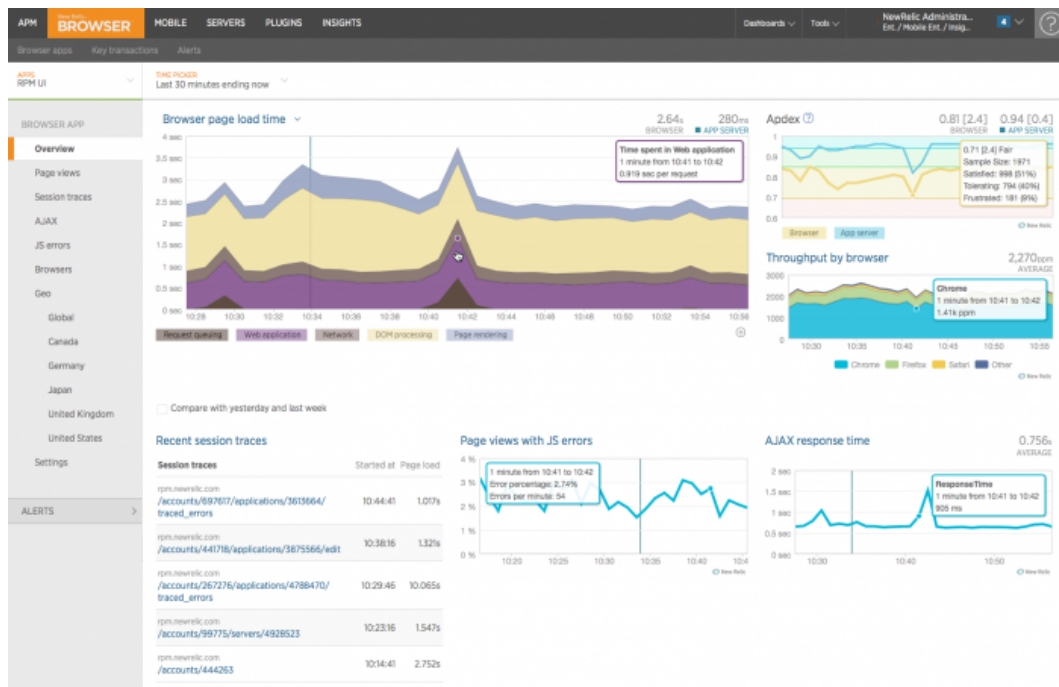 APM
New Relic
BROWSER
MOBILE
SERVERS
PLUGINS
INSIGHTS
Dashboards
Tools
NewRelic Administra...
Ent. / Mobile Ent. / Insig...
4
?
Browser apps
Key transactions
Alerts
APPS
RPM UI
TIME PICKER
Last 30 minutes ending now
BROWSER APP
Overview
Page views
Session traces
AJAX
JS errors
Browsers
Geo
Global
Canada
Germany
Japan
United Kingdom
United States
Settings
ALERTS
Browser page load time
2.64s
BROWSER
280ms
APP SERVER
4 sec
3.5 sec
3 sec
2.5 sec
2 sec
1.5 sec
1 sec
0.5 sec
0 sec
Time spent in Web application
1 minute from 10:41 to 10:42
0.919 sec per request
10:28 10:30 10:32 10:34 10:36 10:38 10:40 10:42 10:44 10:46 10:48 10:50 10:52 10:54 10:56
Request queuing
Web application
Network
DOM processing
Page rendering
Apdex ?
0.81 [2.4]
BROWSER
0.94 [0.4]
APP SERVER
1
0.9
0.8
0.7
0.6
0.71 [2.4] Fair
Sample Size: 1971
Satisfied: 998 (51%)
Tolerating: 794 (40%)
Frustrated: 181 (9%)
New Relic
Browser
App server
Throughput by browser
2,270ppm
AVERAGE
3000
2000
1000
0
Chrome
1 minute from 10:41 to 10:42
1.41k ppm
10:30 10:35 10:40 10:45 10:50 10:55
Chrome
Firefox
Safari
Other
New Relic
Compare with yesterday and last week
Recent session traces
Session traces Started at Page load
rpm.newrelic.com
/accounts/697617/applications/3613664/
traced_errors
10:44:41 1.017s
rpm.newrelic.com
/accounts/441718/applications/3875566/edit
10:38:16 1.321s
rpm.newrelic.com
/accounts/267276/applications/4788470/
traced_errors
10:29:46 10.065s
rpm.newrelic.com
/accounts/99775/servers/4928523
10:23:16 1.547s
rpm.newrelic.com
/accounts/444263
10:14:41 2.752s
Page views with JS errors
4 %
3 %
2 %
1 %
0 %
1 minute from 10:41 to 10:42
Error percentage: 2.74%
Errors per minute: 54
10:20 10:25 10:30 10:35 10:40 10:4
New Relic
AJAX response time
0.756s
AVERAGE
2 sec
1.5 sec
1 sec
0.5 sec
0 sec
ResponseTime
1 minute from 10:41 to 10:42
905 ms
10:30 10:40 10:50
New Relic